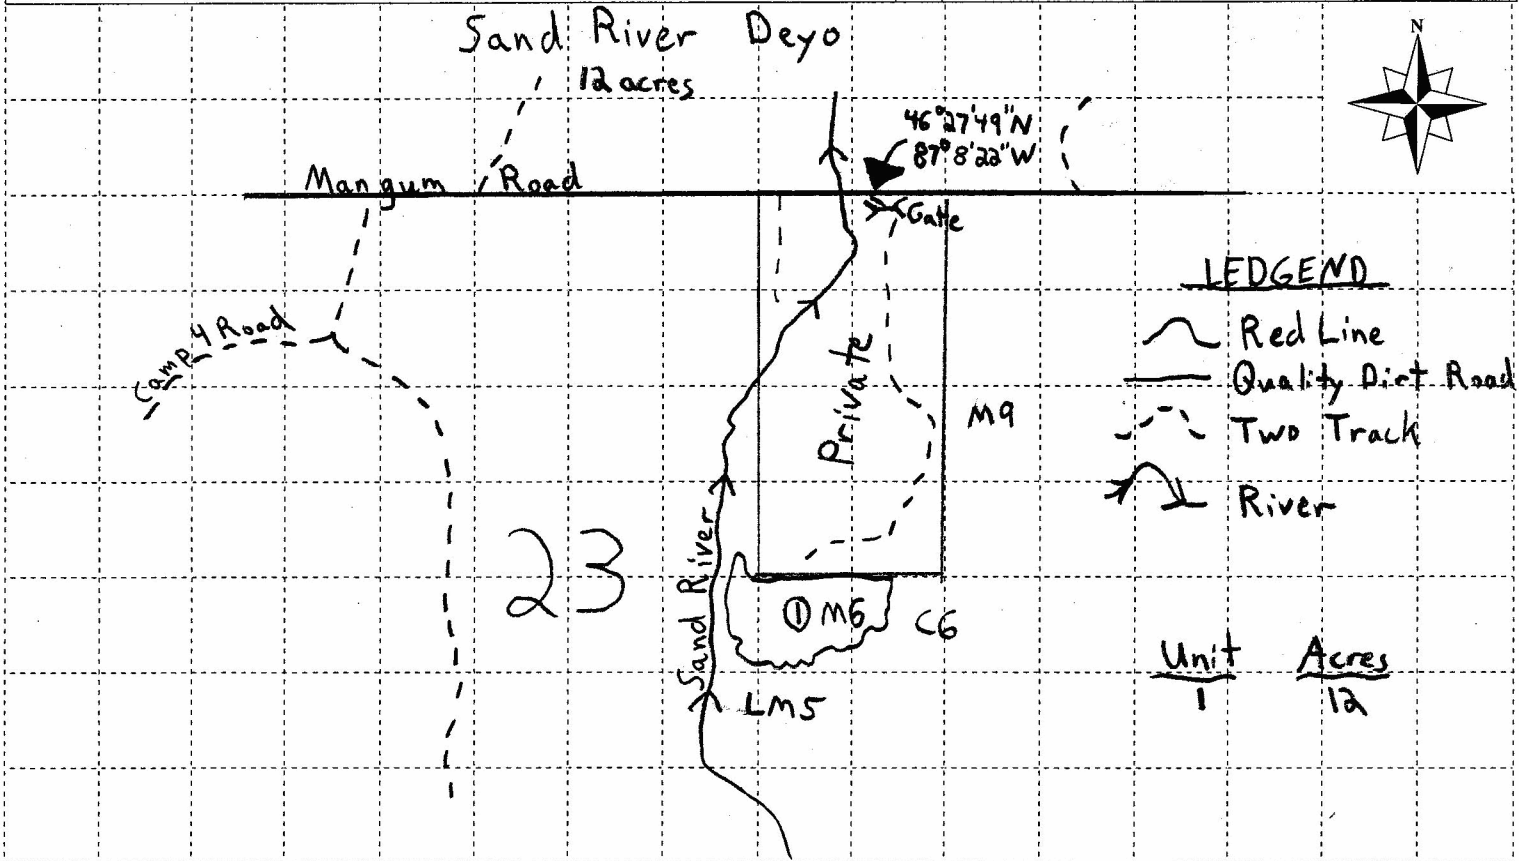 Sand River Deyo
12 acres
N
46°27'49"N
87°8'22"W
Mangum Road
Gate
LEDGEND
Camp 4 Road
Red Line
Private
Quality Dirt Road
M9
Two Track
River
23
Sand River
① M6
C6
Unit Acres
1 12
LM5